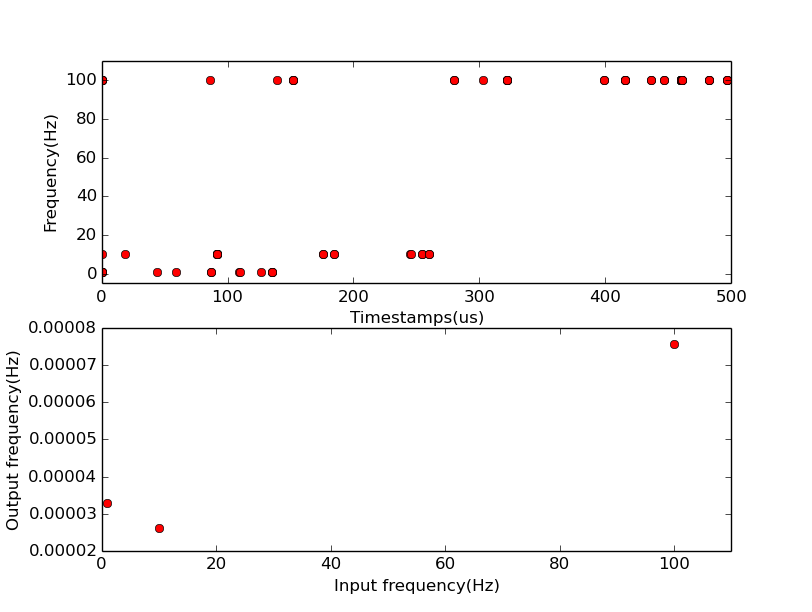 100
80
60
40
20
0
Frequency(Hz)
0 100 200 300 400 500
Timestamps(us)
0.00008
0.00007
0.00006
0.00005
0.00004
0.00003
0.00002
Output frequency(Hz)
0 20 40 60 80 100
Input frequency(Hz)